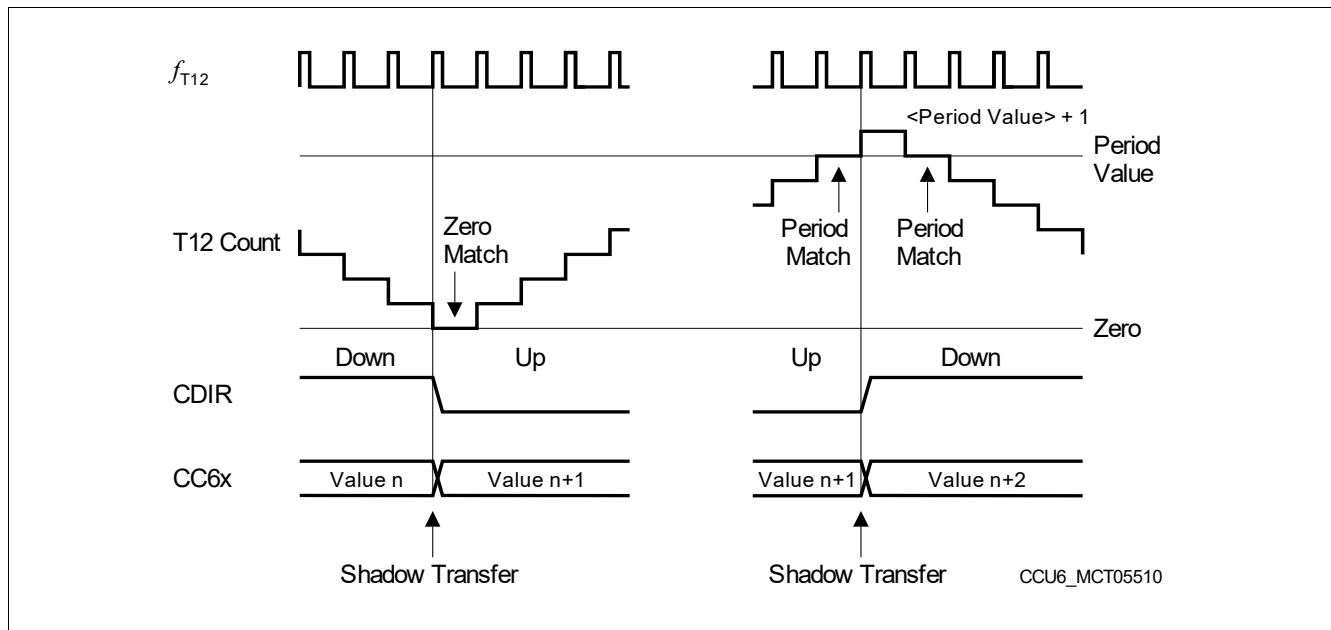 fT12
<Period Value> + 1
Period
Value
Period
Match
Period
Match
Zero
Match
T12 Count
Zero
Down
Up
Up
Down
CDIR
CC6x
Value n
Value n+1
Value n+1
Value n+2
Shadow Transfer
Shadow Transfer
CCU6_MCT05510